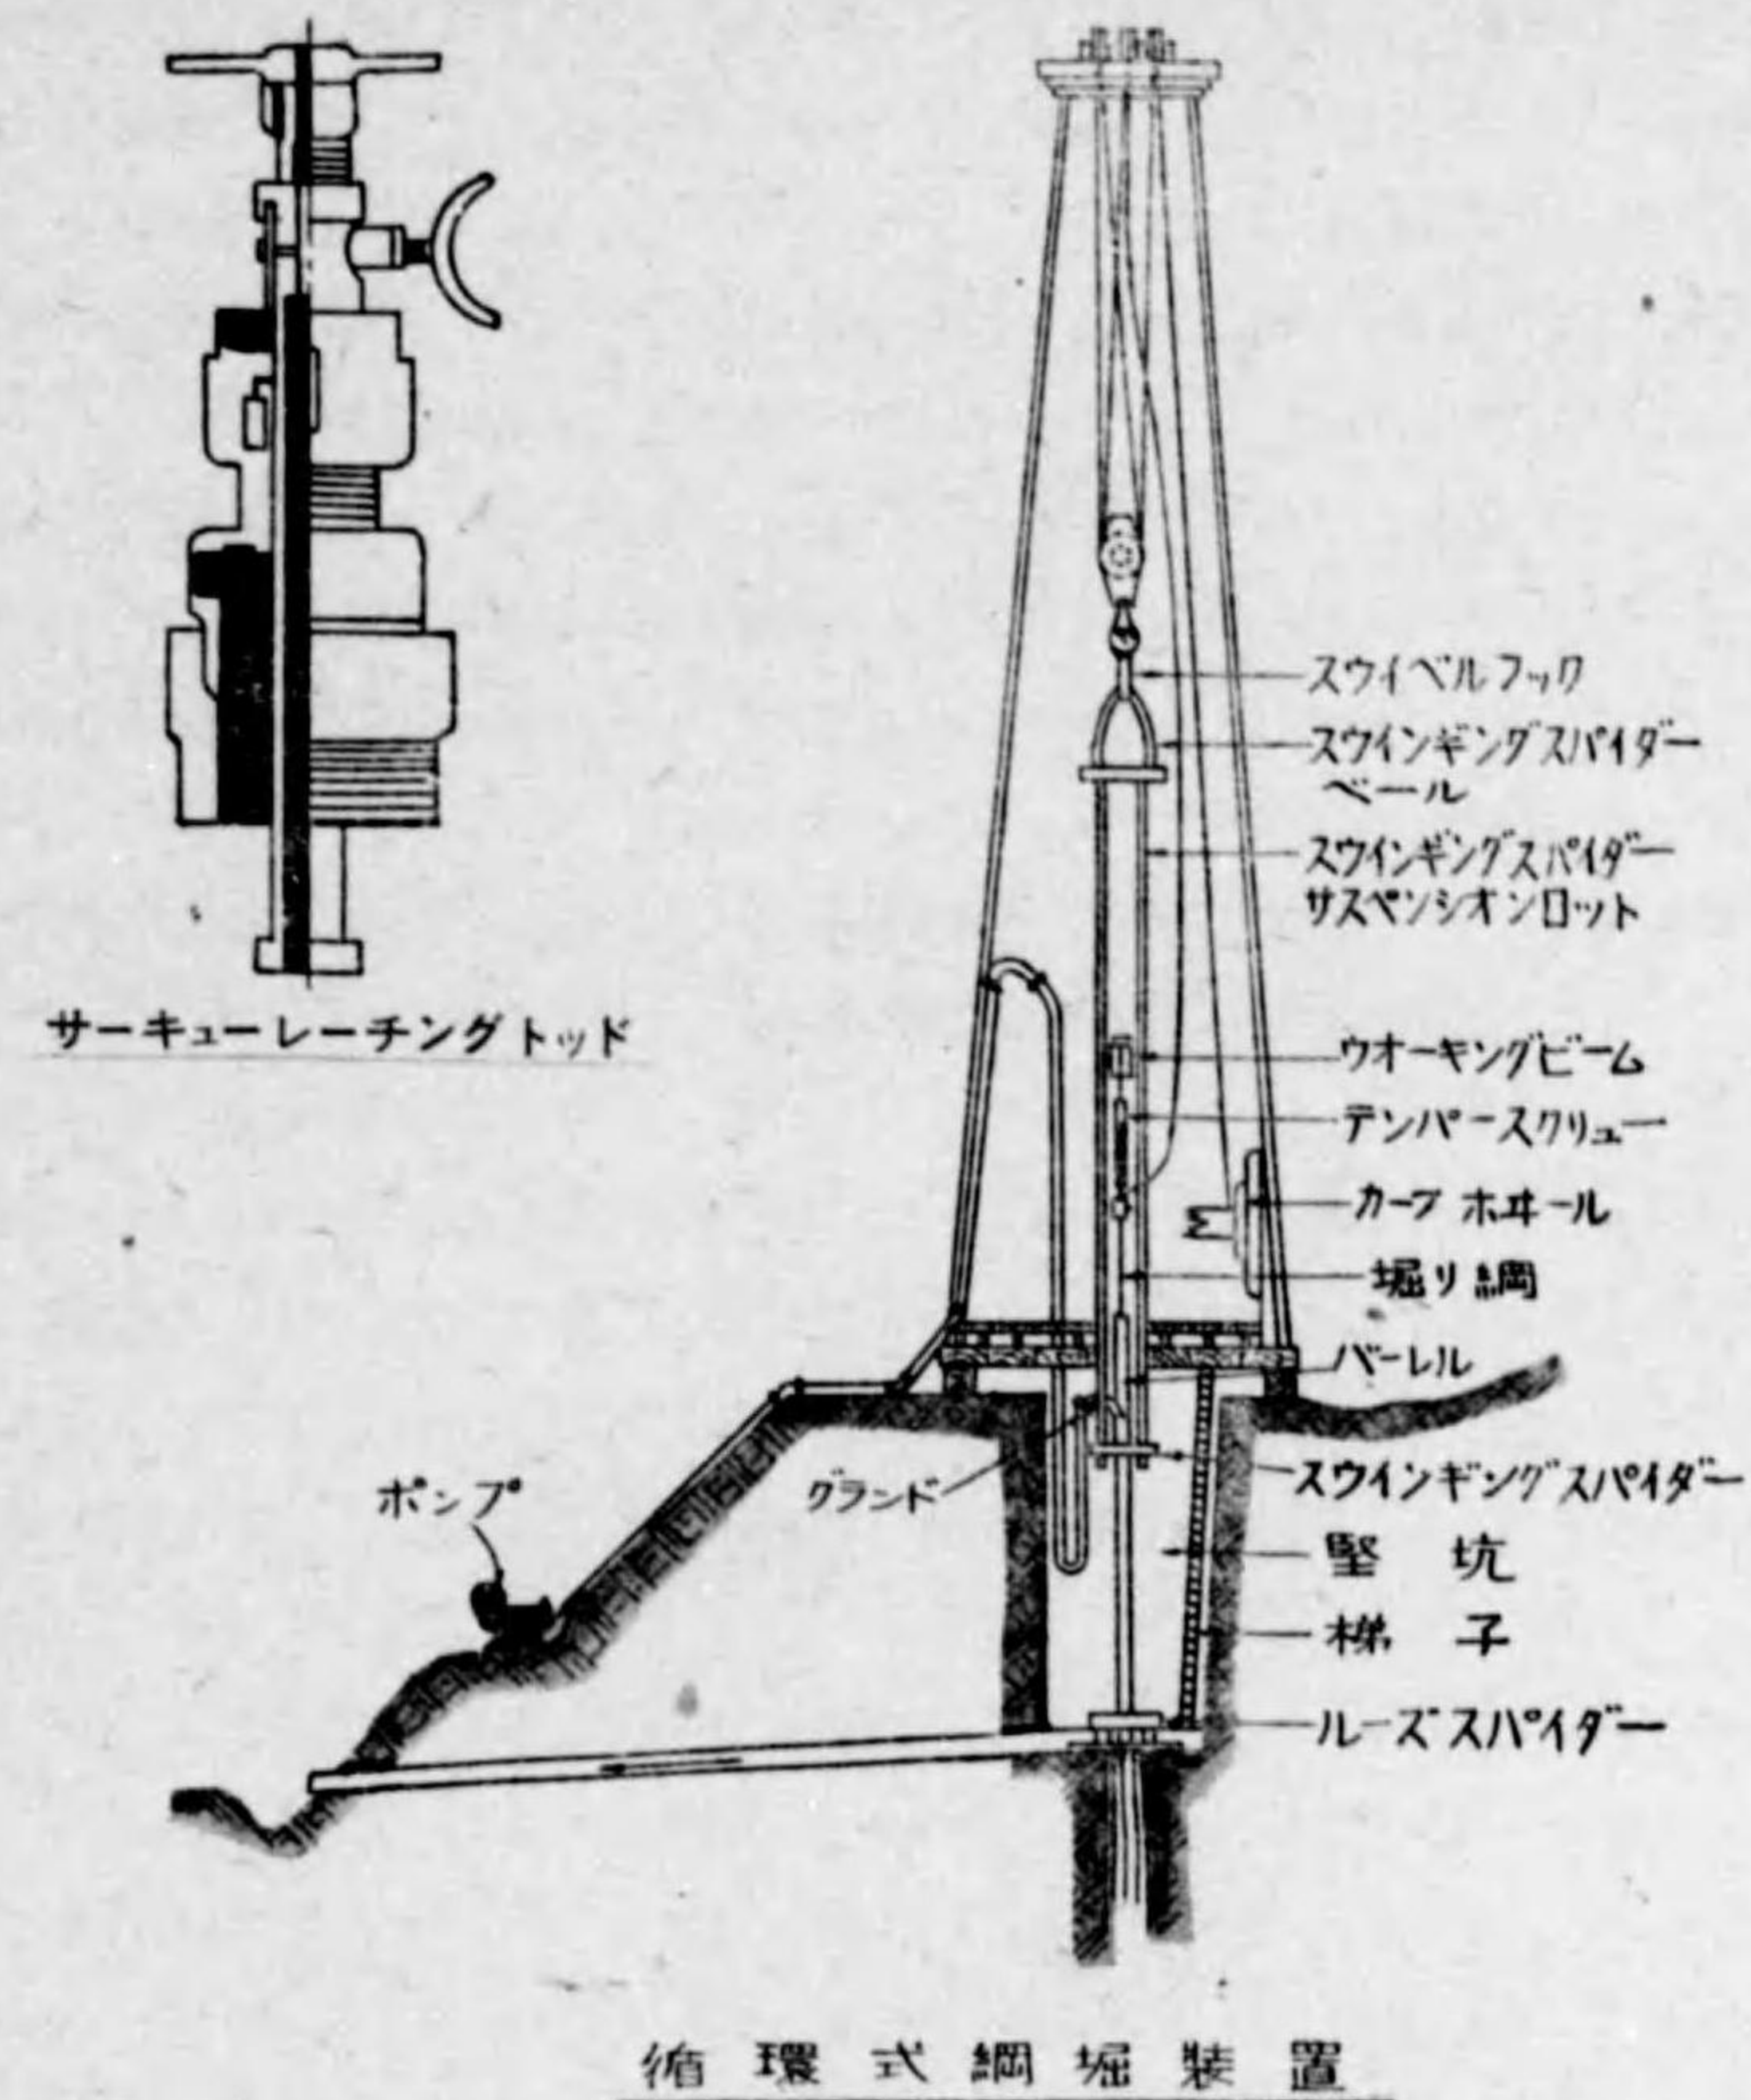 サーキューレーチングトッド
スウイベルフック
スウインギングスパイダー
ベール
スウインギングスパイダー
サスペンシオンロット
ウオーキングビーム
テンパースクリュー
カーブ ホヰール
堀リ綱
バーレル
ポンプ
グランド
スウインギングスパイダー
堅 坑
梯 子
ルーズスパイダー
循環式綱堀裝置